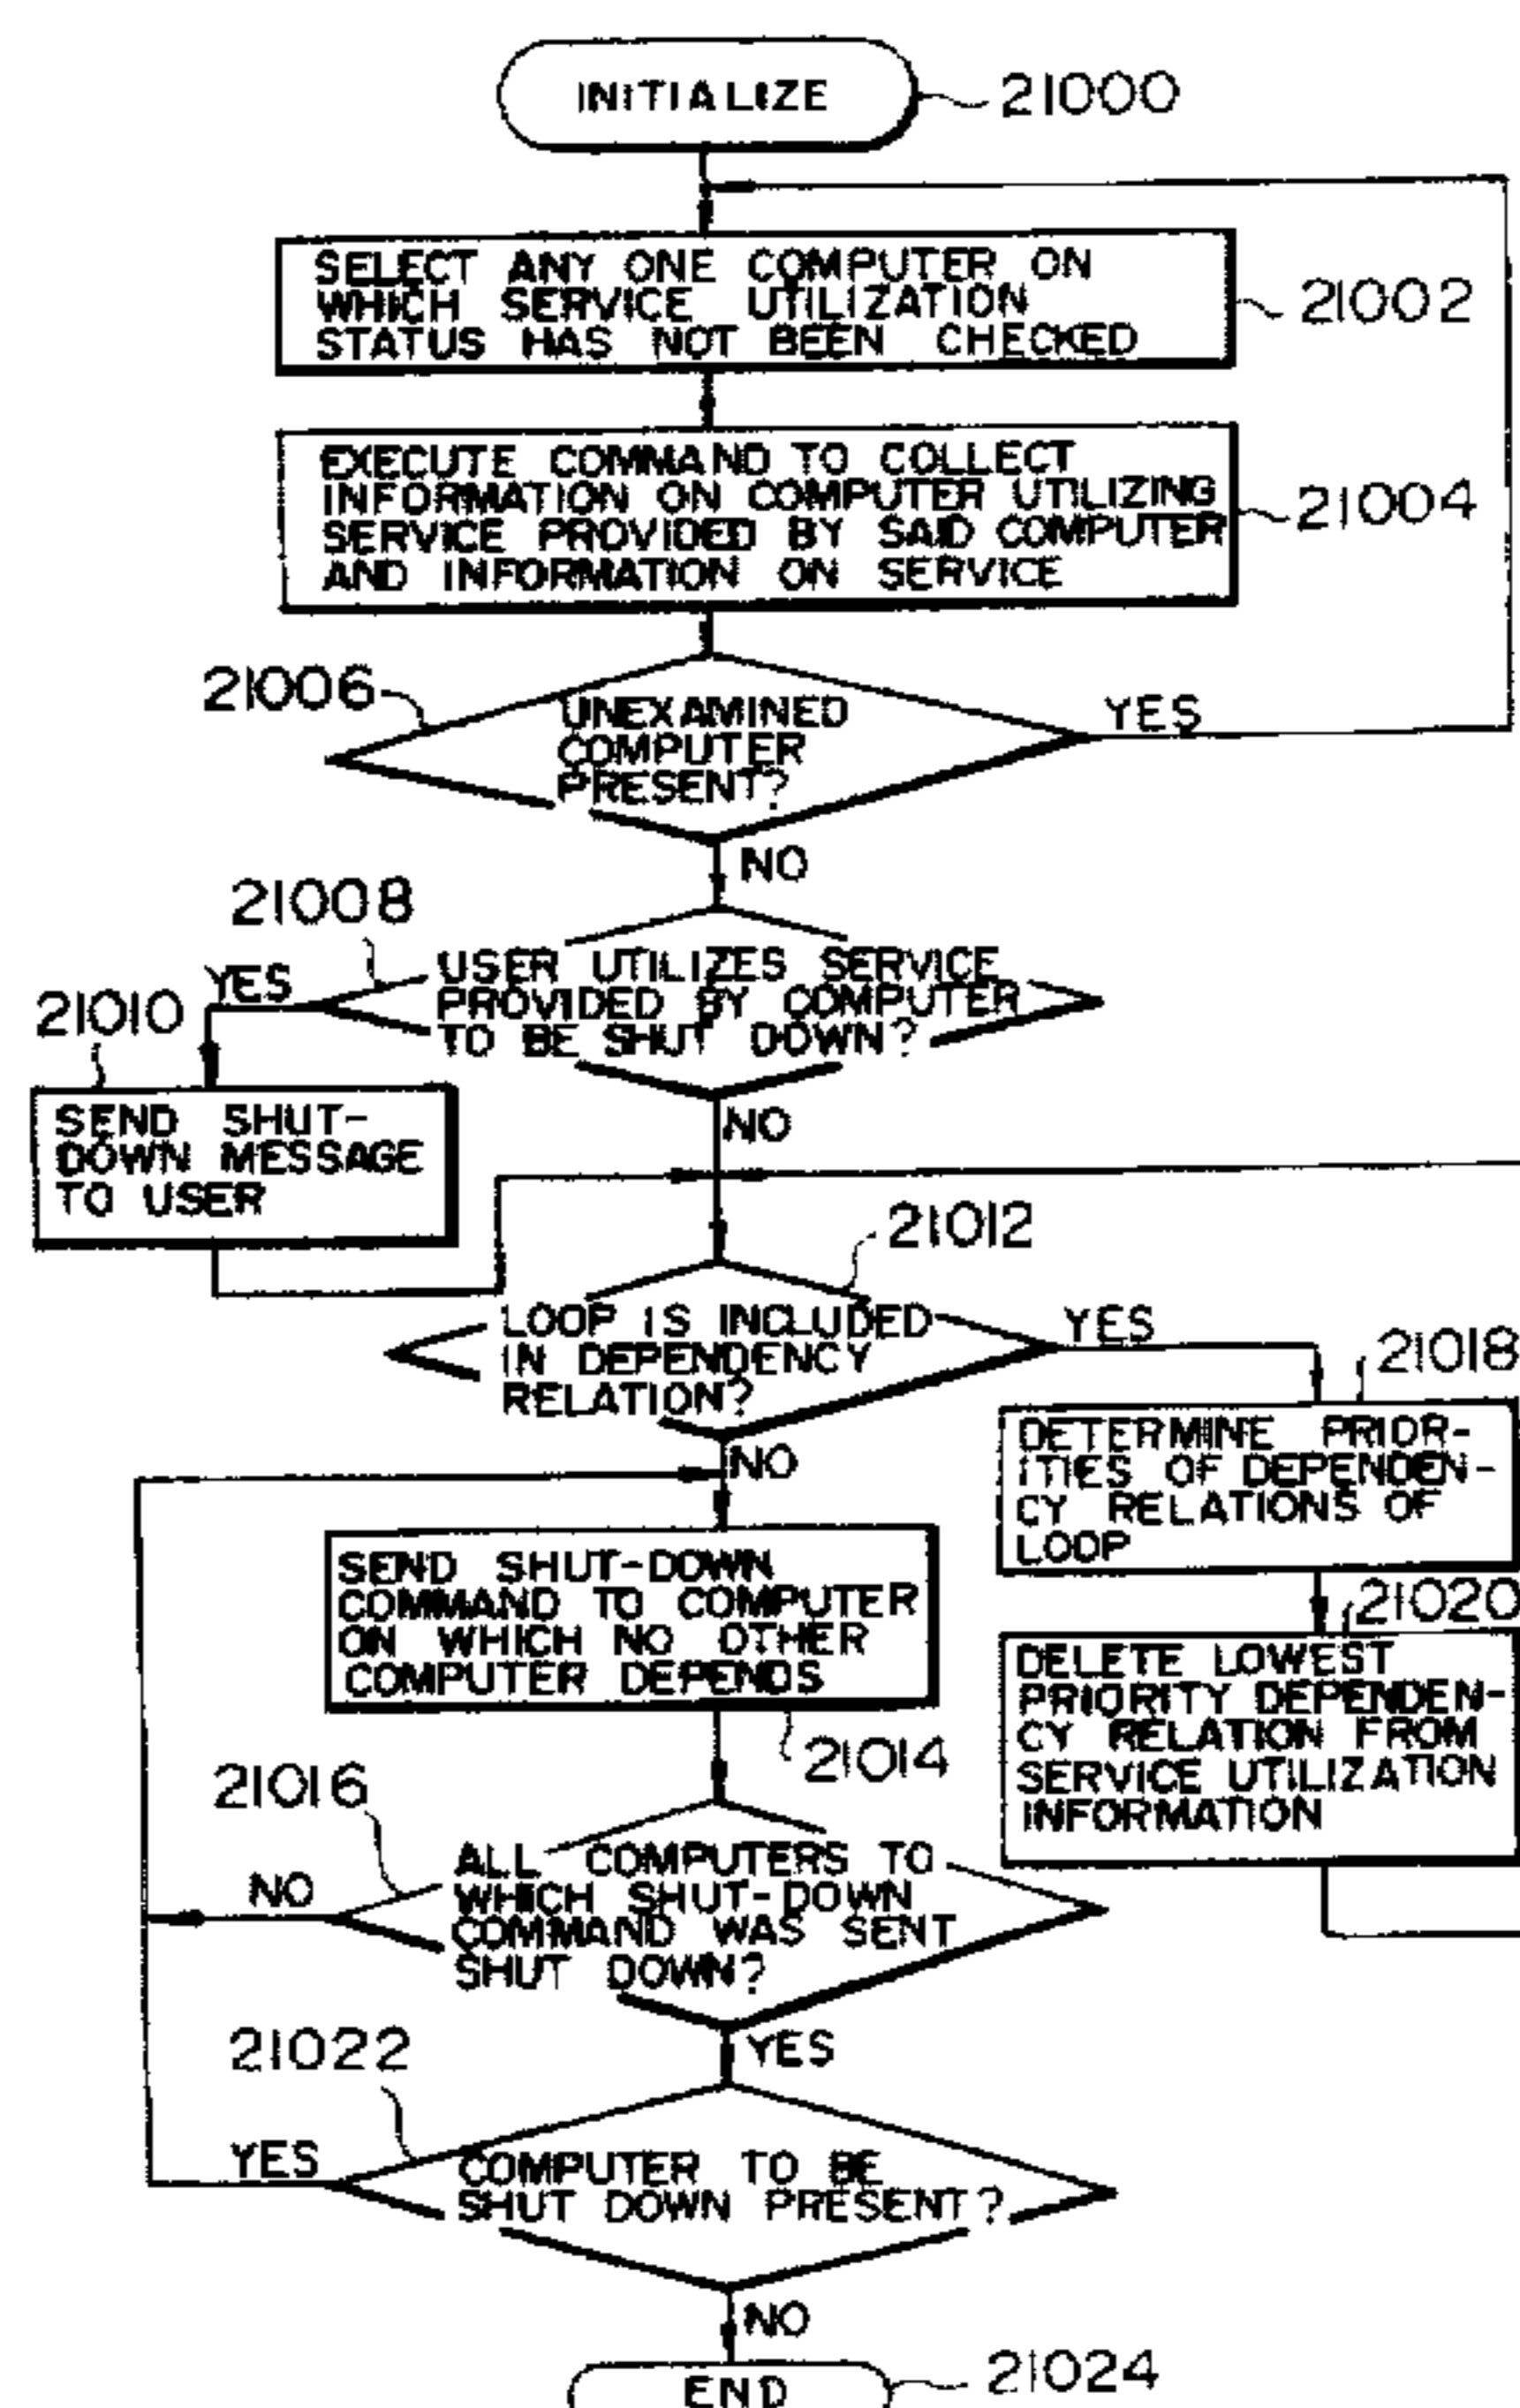 INITIALIZE
21000
SELECT ANY ONE COMPUTER ON
WHICH SERVICE UTILIZATION
STATUS HAS NOT BEEN CHECKED
21002
EXECUTE COMMAND TO COLLECT
INFORMATION ON COMPUTER UTILIZING
SERVICE PROVIDED BY SAID COMPUTER
AND INFORMATION ON SERVICE
21004
21006
UNEXAMINED
COMPUTER
PRESENT?
YES
NO
21008
USER UTILIZES SERVICE
PROVIDED BY COMPUTER
TO BE SHUT DOWN?
YES
21010
SEND SHUT-
DOWN MESSAGE
TO USER
NO
21012
LOOP IS INCLUDED
IN DEPENDENCY
RELATION?
YES
21018
DETERMINE PRIOR-
ITIES OF DEPENDEN-
CY RELATIONS OF
LOOP
NO
SEND SHUT-DOWN
COMMAND TO COMPUTER
ON WHICH NO OTHER
COMPUTER DEPENDS
21014
21020
DELETE LOWEST
PRIORITY DEPENDEN-
CY RELATION FROM
SERVICE UTILIZATION
INFORMATION
21016
ALL COMPUTERS TO
WHICH SHUT-DOWN
COMMAND WAS SENT
SHUT DOWN?
NO
YES
21022
COMPUTER TO BE
SHUT DOWN PRESENT?
YES
NO
END
21024